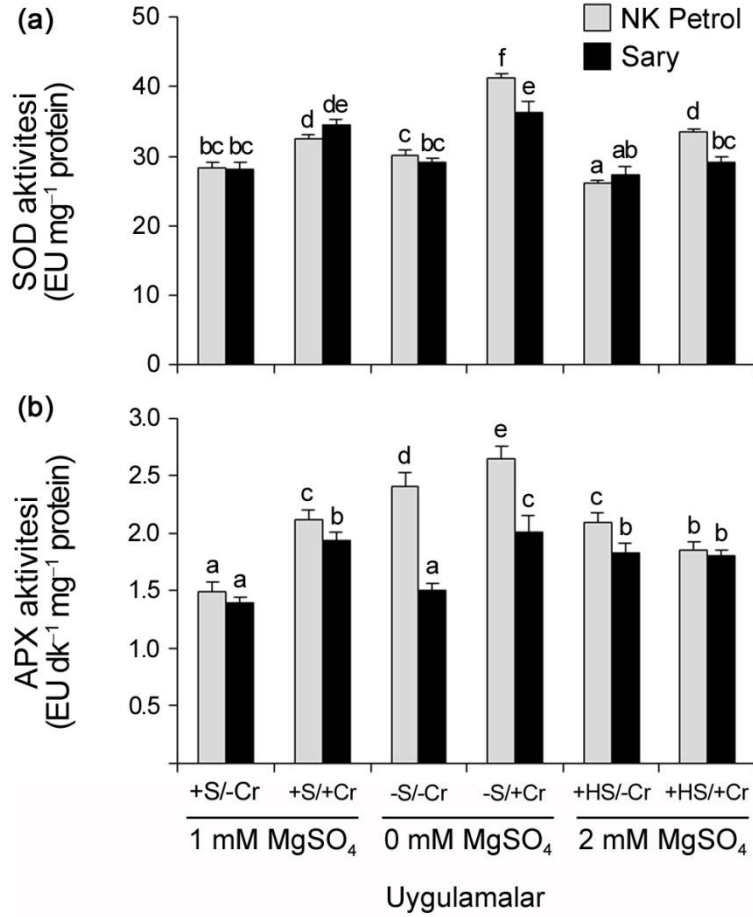 (a)
NK Petrol
Sary
SOD aktivitesi
(EU mg⁻¹ protein)
50
40
30
20
10
0
bc bc
d de
c bc
f e
a ab
d bc
(b)
APX aktivitesi
(EU dk⁻¹ mg⁻¹ protein)
3.0
2.5
2.0
1.5
1.0
0.5
a a
c b
d a
e c
c b
b b
+S/-Cr +S/+Cr -S/-Cr -S/+Cr +HS/-Cr +HS/+Cr
1 mM MgSO₄ 0 mM MgSO₄ 2 mM MgSO₄
Uygulamalar